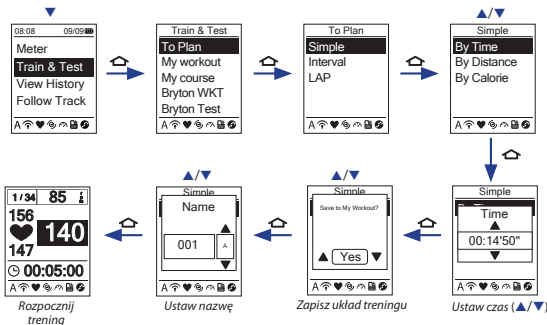 08:08 09/09
Meter
Train & Test
View History
Follow Track
A
Train & Test
To Plan
My workout
My course
Bryton WKT
Bryton Test
A
To Plan
Simple
Interval
LAP
A
Simple
By Time
By Distance
By Calorie
A
1/34 85
156
140
147
00:05:00
A
Rozpocznij
trening
Simple
Name
001 A
A
Ustaw nazwę
Save to My Workout?
Yes
A
Zapisz układ treningu
Simple
Time
00:14'50"
A
Ustaw czas (▲/▼)